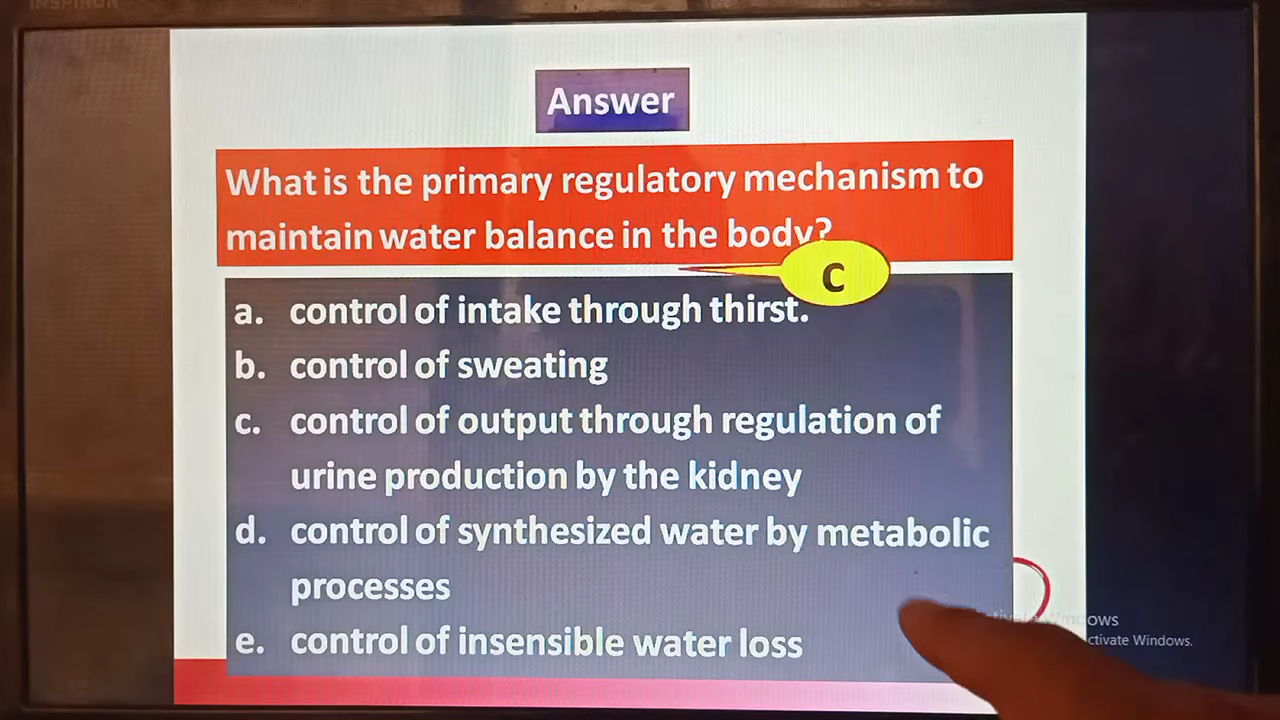 INSPIRON
Answer
What is the primary regulatory mechanism to
maintain water balance in the body?
C
a. control of intake through thirst.
b. control of sweating
c. control of output through regulation of
urine production by the kidney
d. control of synthesized water by metabolic
processes
e. control of insensible water loss
Windows
ctivate Windows.